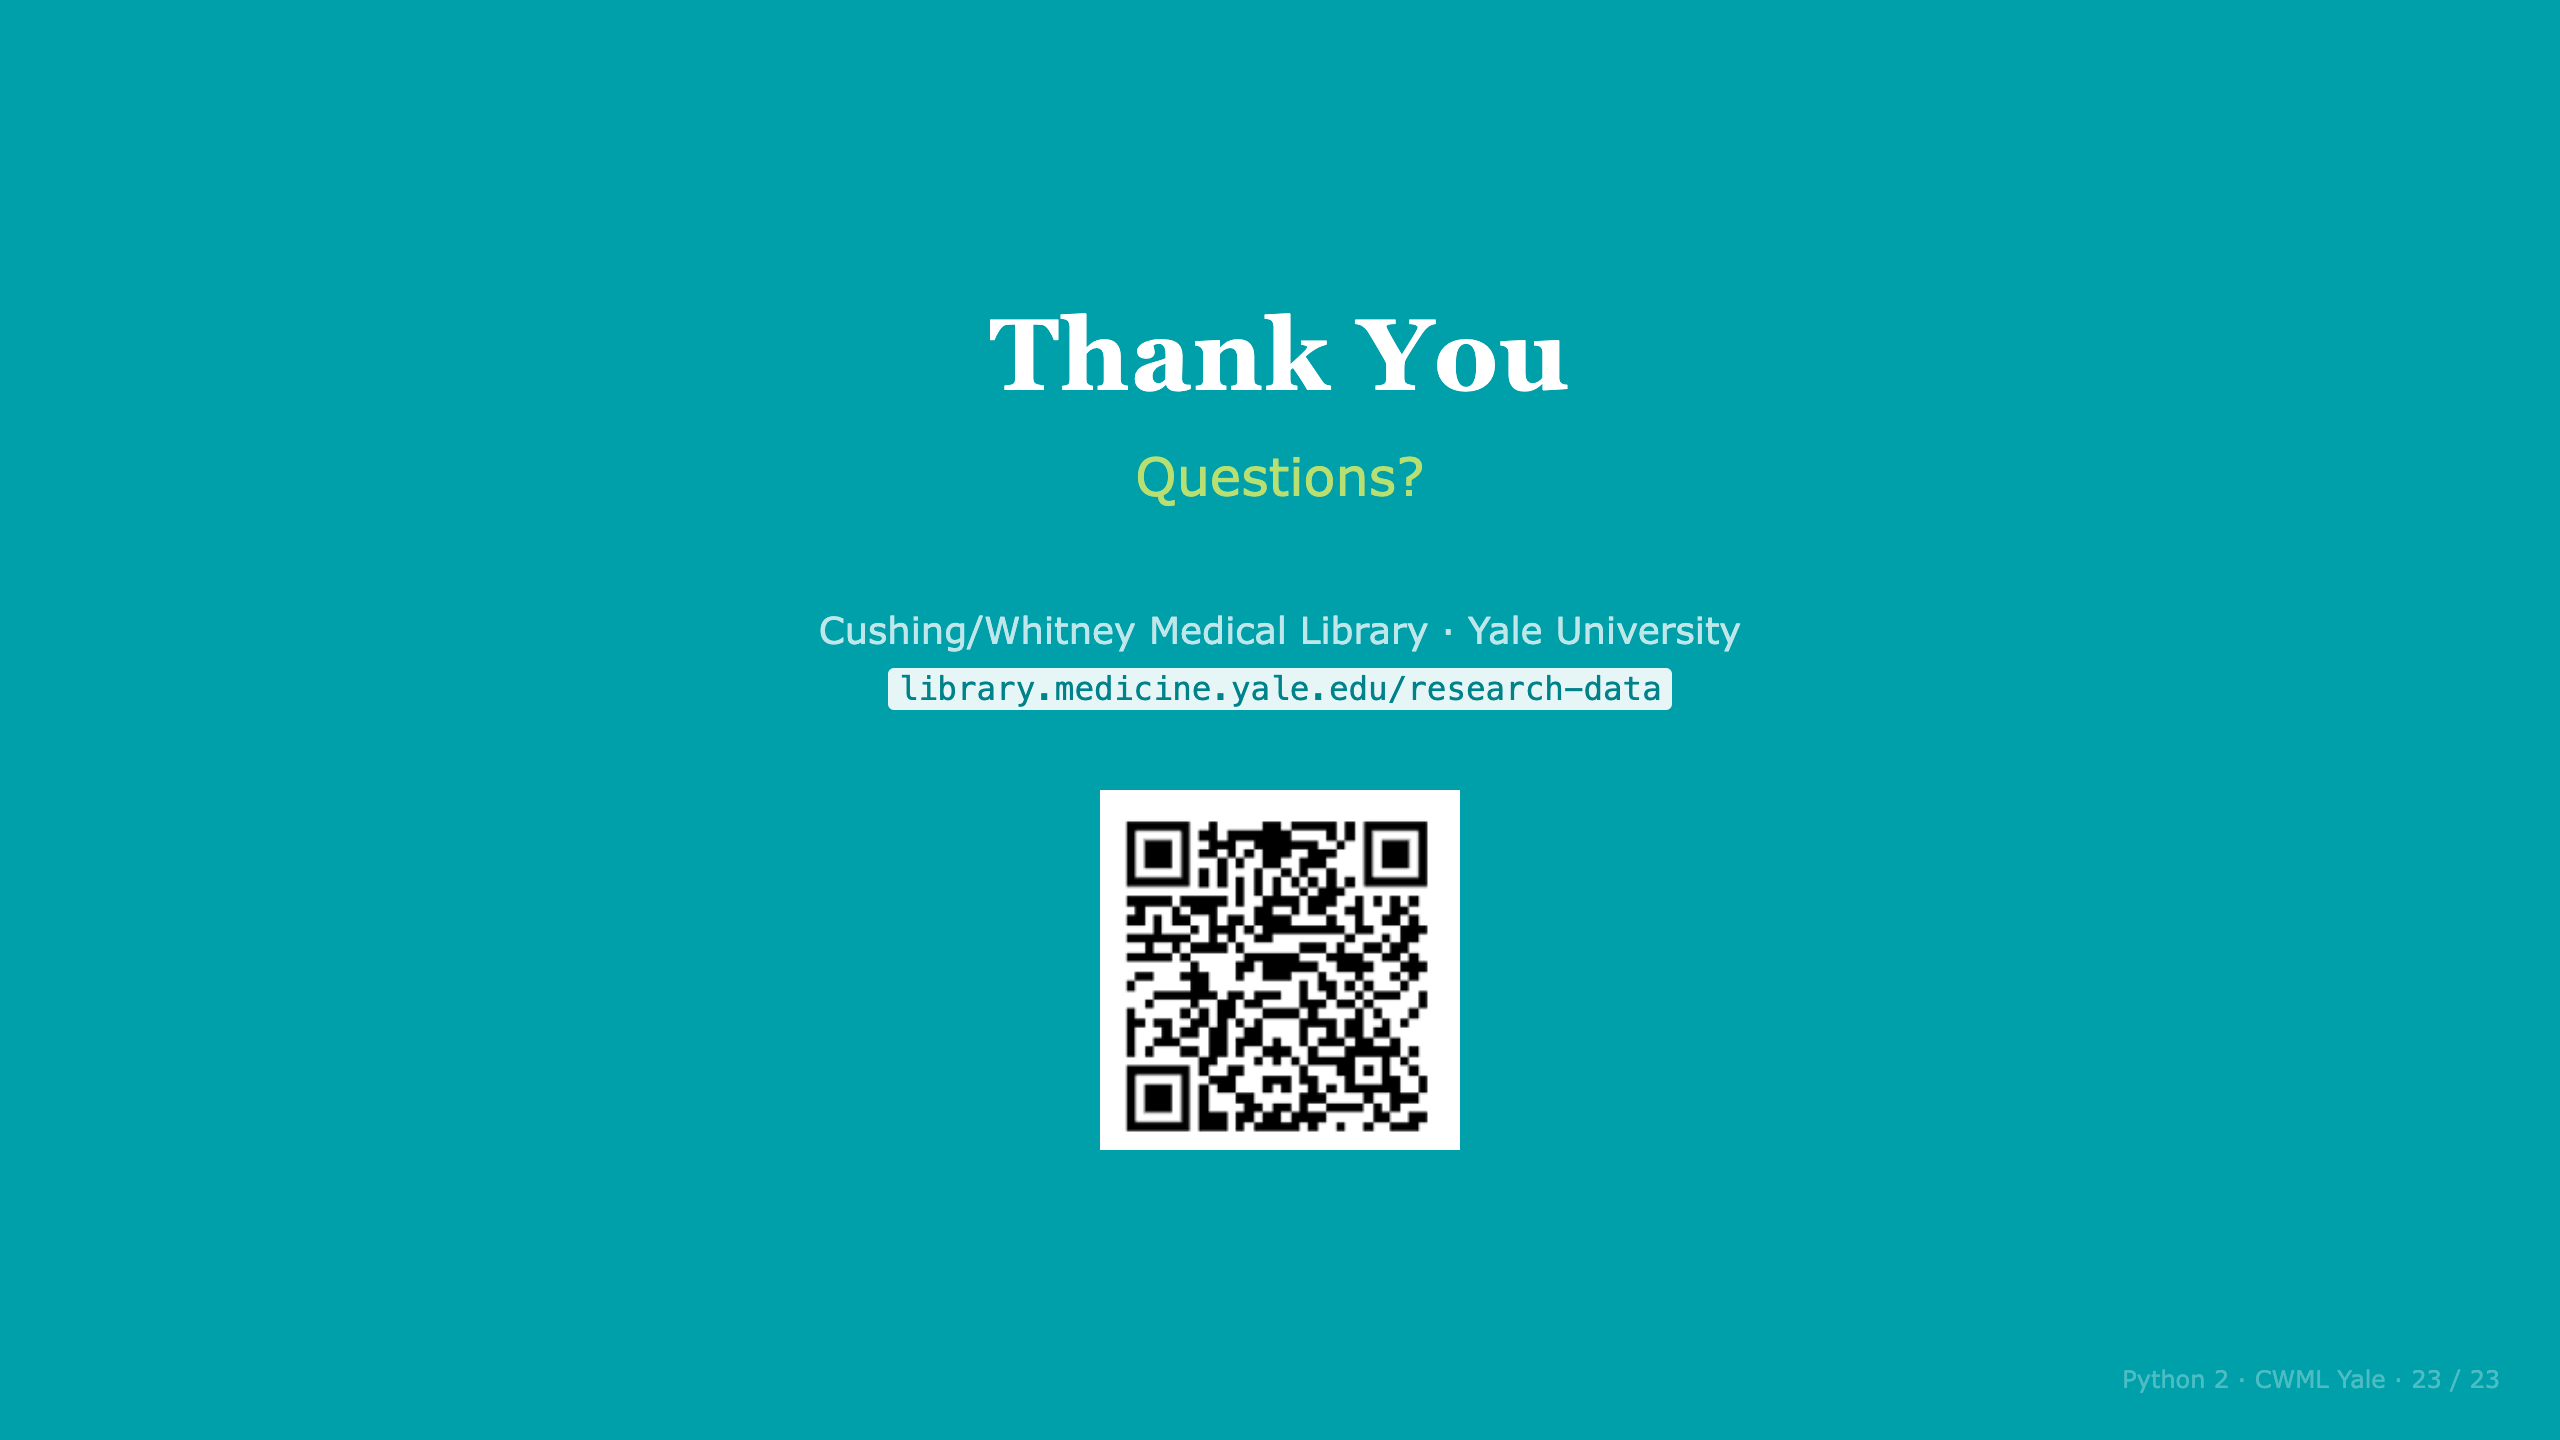 Thank You
Questions?
Cushing/Whitney Medical Library · Yale University
library.medicine.yale.edu/research-data
Python 2 · CWML Yale · 23 / 23